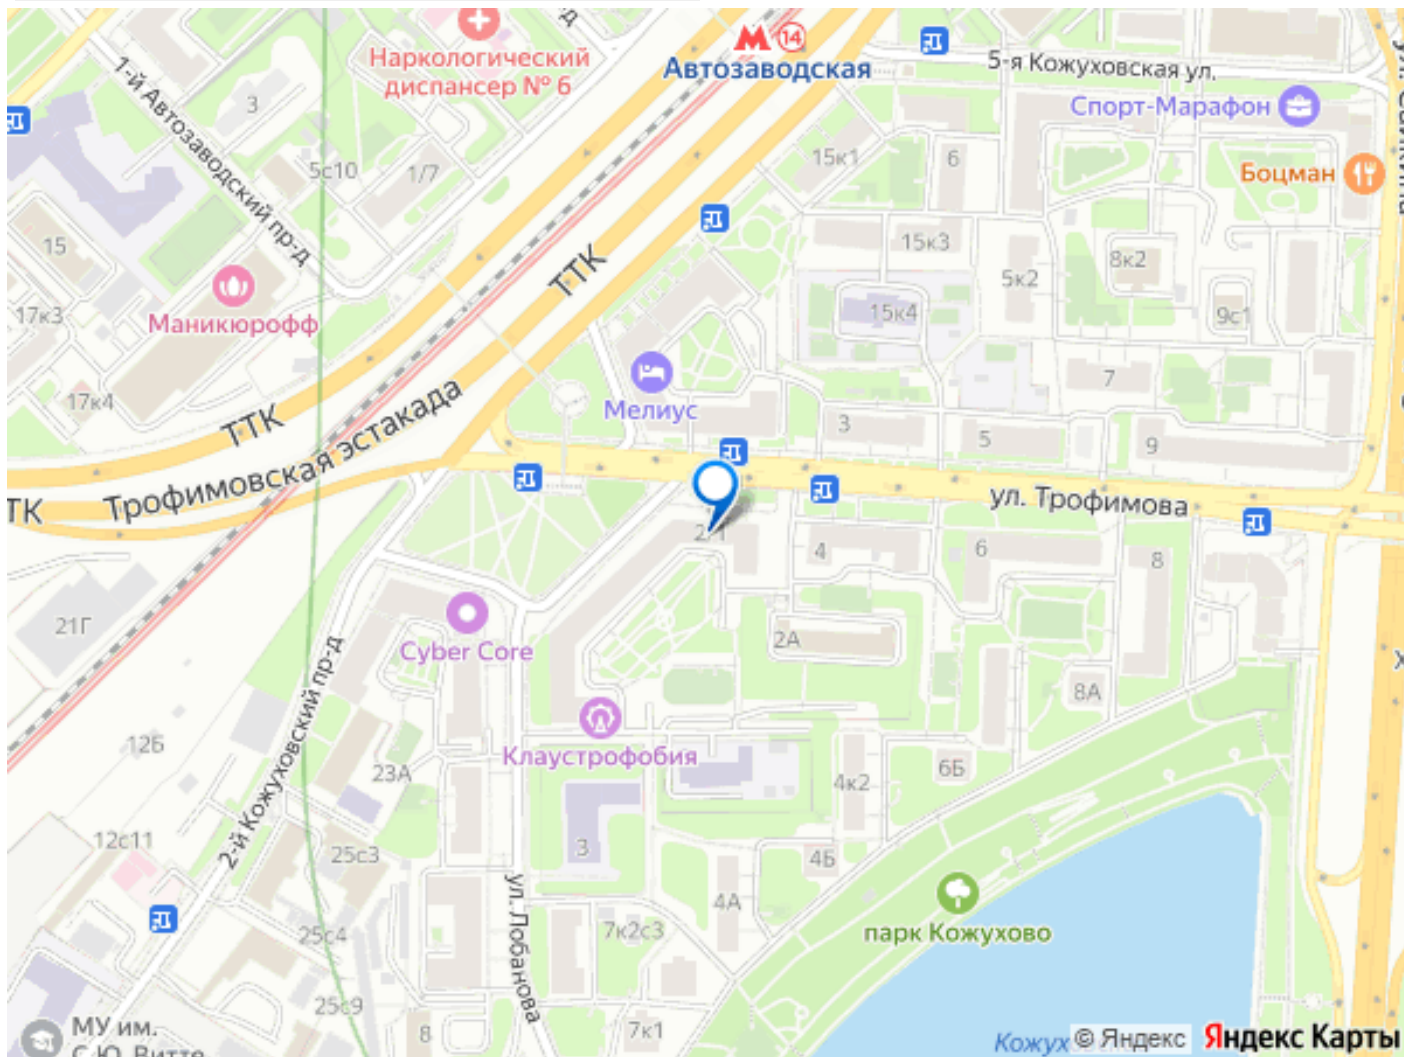 Наркологический
диспансер № 6
М 14
Автозаводская
5-я Кожуховская ул.
1-й Автозаводский пр-д
3
Спорт-Марафон
5с10
1/7
15к1
6
Боцман
15
15к3
8к2
ТТК
5к2
17к3
Маникюрофф
15к4
9с1
7
17к4
Мелиус
ТТК
3
5
9
Трофимовская эстакада
ТК
ул. Трофимова
4
6
8
21Г
Cyber Core
2А
8А
2-й Кожуховский пр-д
12Б
Клаустрофобия
23А
4к2
6Б
12с11
25с3
3
4Б
4А
ул. Лобанова
парк Кожухово
25с4
7к2с3
25с9
МУ им.
С.Ю. Витте
8
7к1
Кожух
© Яндекс Яндекс Карты